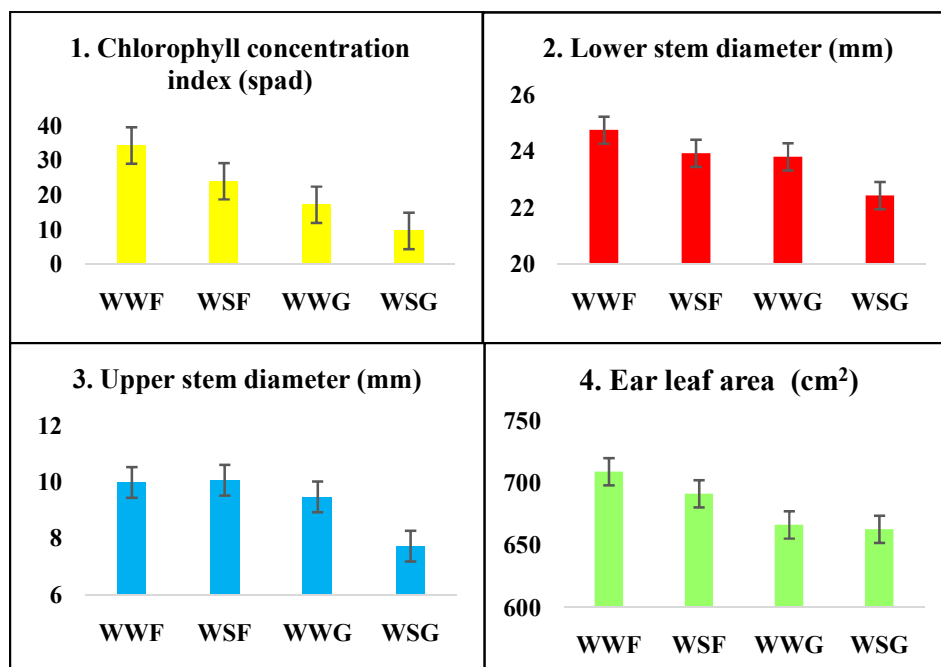 1. Chlorophyll concentration
index (spad)
40
30
20
10
0
WWF WSF WWG WSG
2. Lower stem diameter (mm)
26
24
22
20
WWF WSF WWG WSG
3. Upper stem diameter (mm)
12
10
8
6
WWF WSF WWG WSG
4. Ear leaf area (cm²)
750
700
650
600
WWF WSF WWG WSG